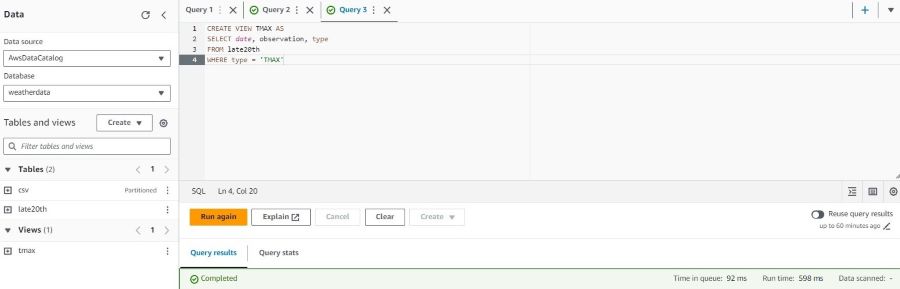 Data
Data source
AwsDataCatalog
Database
weatherdata
Tables and views
Create
Filter tables and views
Tables (2)
1
csv
Partitioned
late20th
Views (1)
1
tmax
Query 1
Query 2
Query 3
1 CREATE VIEW TMAX AS
2 SELECT date, observation, type
3 FROM late20th
4 WHERE type = 'TMAX'
SQL Ln 4, Col 20
Run again
Explain
Cancel
Clear
Create
Reuse query results
up to 60 minutes ago
Query results
Query stats
Completed
Time in queue: 92 ms Run time: 598 ms Data scanned: -